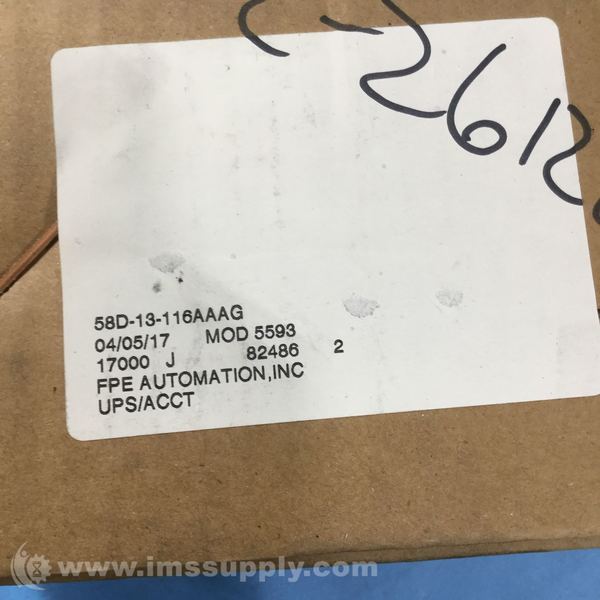 58D-13-116AAAG
04/05/17 MOD 5593
17000 J 82486 2
FPE AUTOMATION,INC
UPS/ACCT
www.imssupply.com